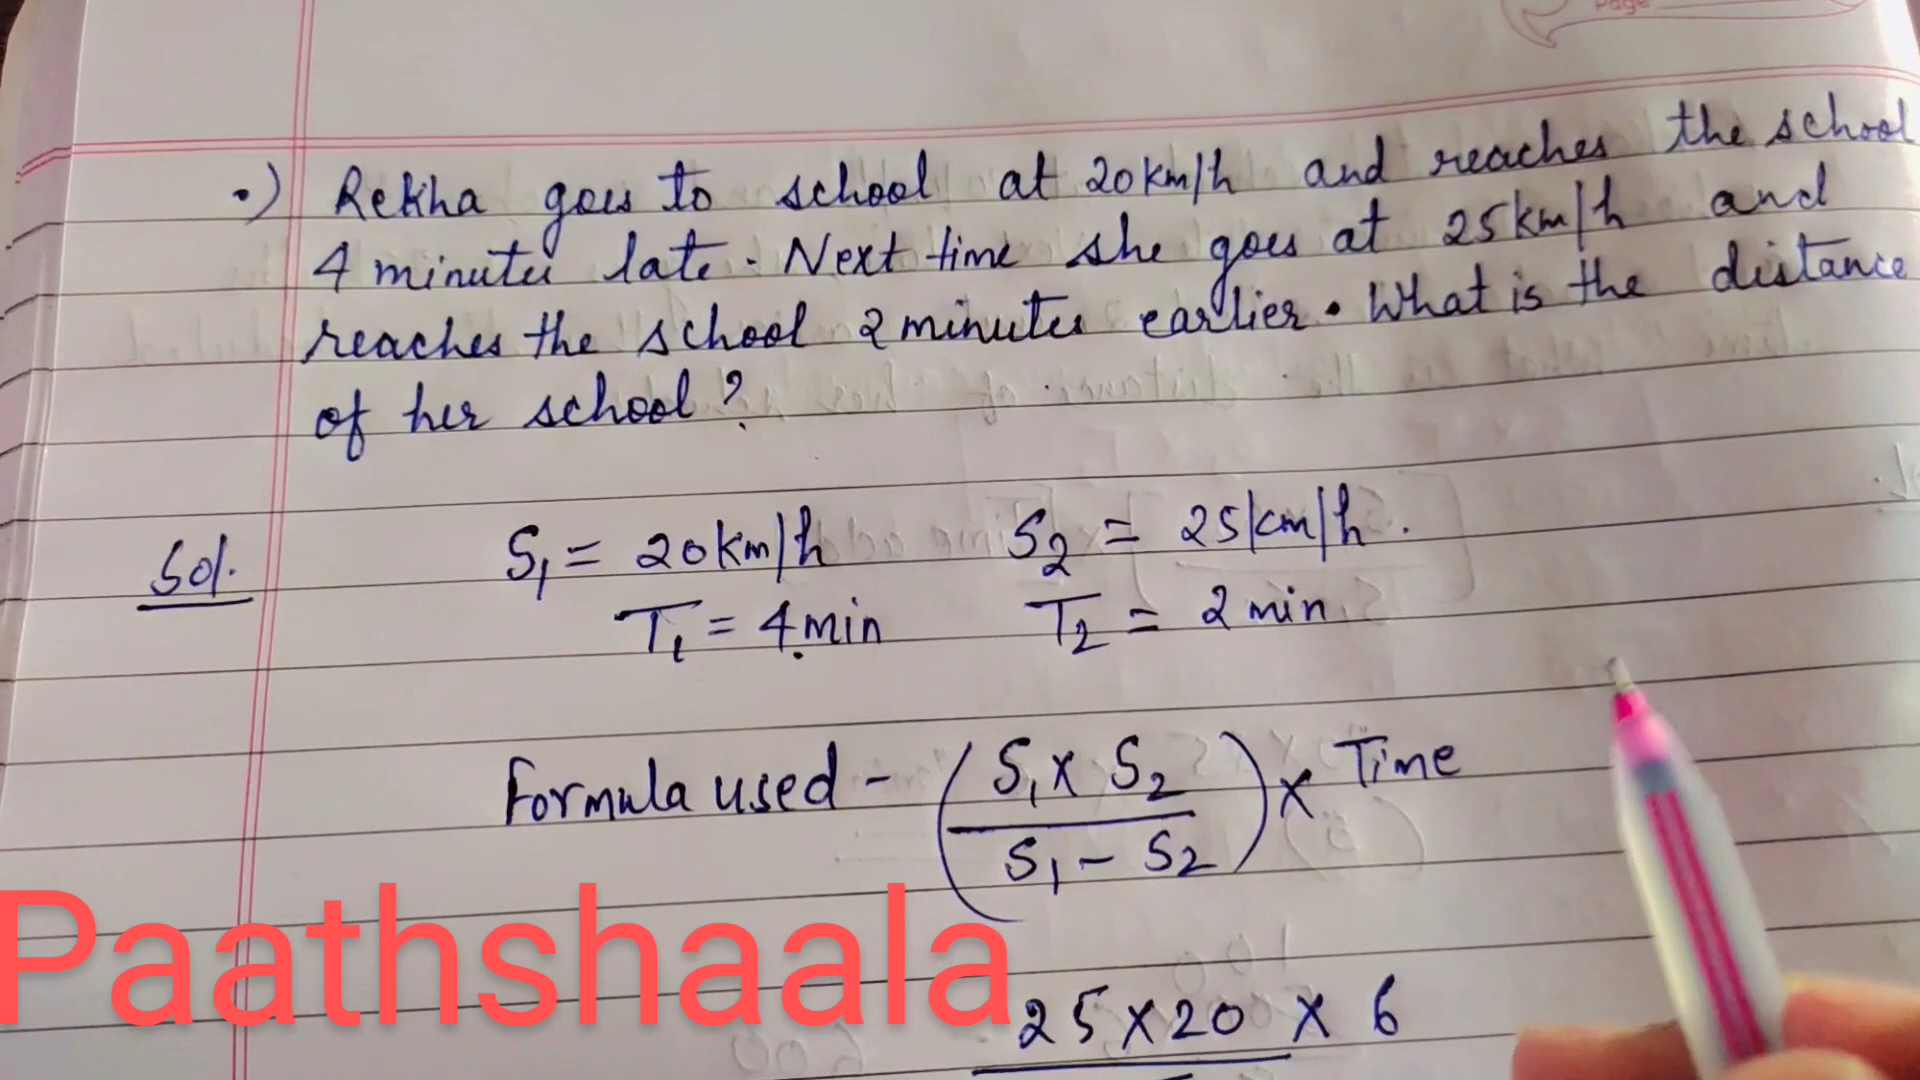 Page
•) Rekha goes to school at 20km/h and reaches the school
4 minutes late. Next time she goes at 25km/h and
reaches the school 2 minutes earlier. What is the distance
of her school?
Sol. S₁ = 20km/h S₂ = 25km/h.
T₁ = 4min T₂ = 2 min
Formula used - (S₁ x S₂ / S₁ - S₂) x Time
Paathshaala
25 x 20 x 6